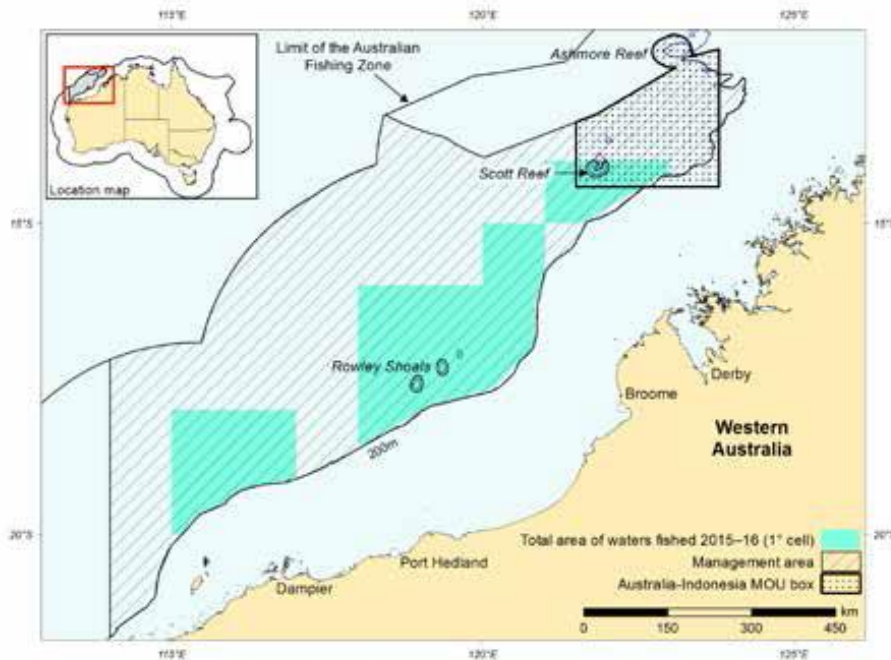 115°E
120°E
125°E
Limit of the Australian
Fishing Zone
Ashmore Reef
Location map
Scott Reef
15°S
15°S
Rowley Shoals
Derby
Broome
Western
Australia
200m
Total area of waters fished 2015–16 (1° cell)
Management area
Australia-Indonesia MOU box
20°S
20°S
Port Hedland
Dampier
km
0
150
300
450
115°E
120°E
125°E